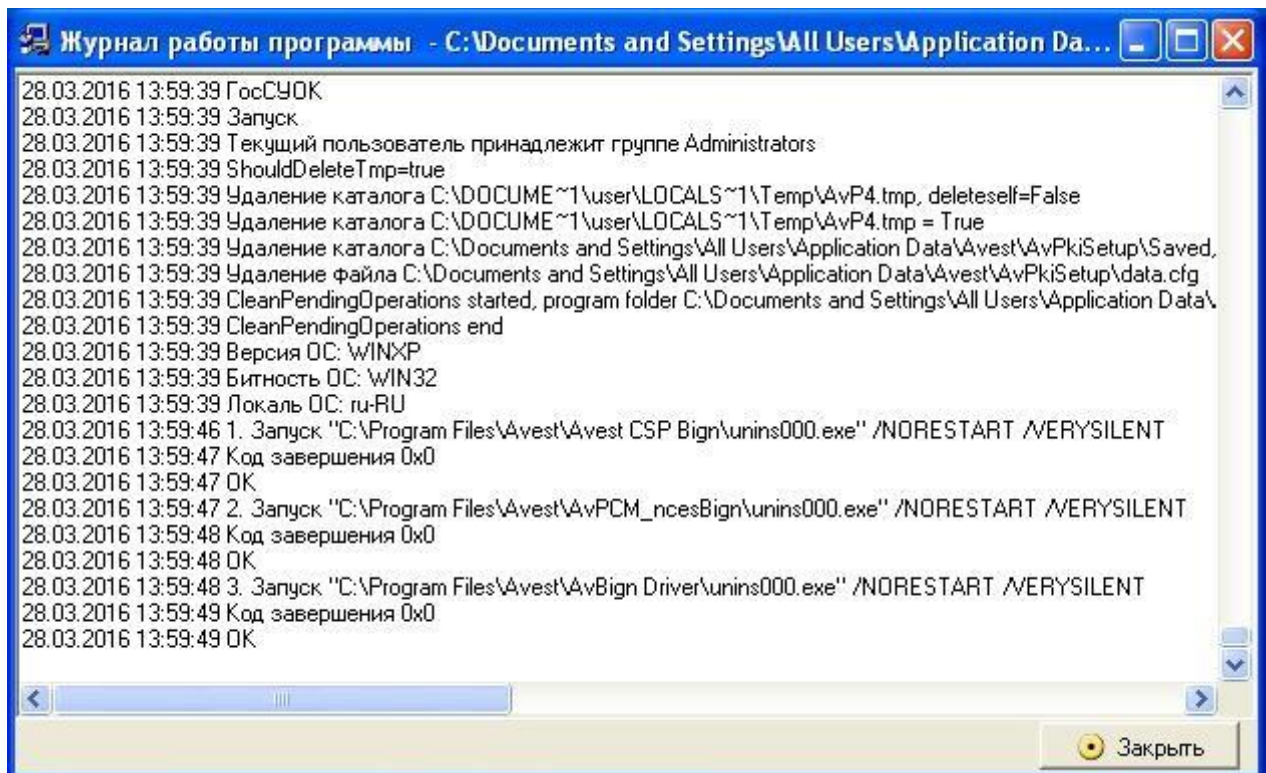 Журнал работы программы - C:\Documents and Settings\All Users\Application Da...
28.03.2016 13:59:39 ГосСУОК
28.03.2016 13:59:39 Запуск
28.03.2016 13:59:39 Текущий пользователь принадлежит группе Administrators
28.03.2016 13:59:39 ShouldDeleteTmp=true
28.03.2016 13:59:39 Удаление каталога C:\DOCUME~1\user\LOCALS~1\Temp\AvP4.tmp, deleteself=False
28.03.2016 13:59:39 Удаление каталога C:\DOCUME~1\user\LOCALS~1\Temp\AvP4.tmp = True
28.03.2016 13:59:39 Удаление каталога C:\Documents and Settings\All Users\Application Data\Avest\AvPkiSetup\Saved,
28.03.2016 13:59:39 Удаление файла C:\Documents and Settings\All Users\Application Data\Avest\AvPkiSetup\data.cfg
28.03.2016 13:59:39 CleanPendingOperations started, program folder C:\Documents and Settings\All Users\Application Data\
28.03.2016 13:59:39 CleanPendingOperations end
28.03.2016 13:59:39 Версия ОС: WINXP
28.03.2016 13:59:39 Битность ОС: WIN32
28.03.2016 13:59:39 Локаль ОС: ru-RU
28.03.2016 13:59:46 1. Запуск "C:\Program Files\Avest\Avest CSP Bign\unins000.exe" /NORESTART /VERYSILENT
28.03.2016 13:59:47 Код завершения 0x0
28.03.2016 13:59:47 OK
28.03.2016 13:59:47 2. Запуск "C:\Program Files\Avest\AvPCM_ncesBign\unins000.exe" /NORESTART /VERYSILENT
28.03.2016 13:59:48 Код завершения 0x0
28.03.2016 13:59:48 OK
28.03.2016 13:59:48 3. Запуск "C:\Program Files\Avest\AvBign Driver\unins000.exe" /NORESTART /VERYSILENT
28.03.2016 13:59:49 Код завершения 0x0
28.03.2016 13:59:49 OK
Закрыть